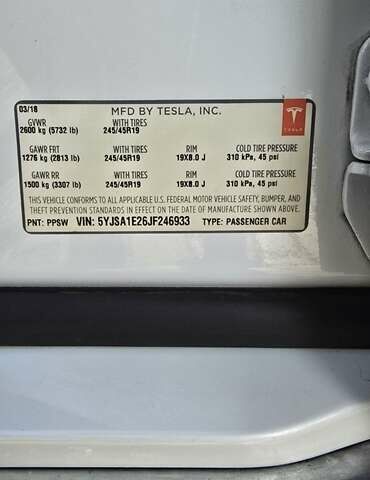 03/18 MFD BY TESLA, INC.
GVWR WITH TIRES
2600 kg (5732 lb) 245/45R19
TESLA
GAWR FRT WITH TIRES RIM COLD TIRE PRESSURE
1276 kg (2813 lb) 245/45R19 19X8.0 J 310 kPa, 45 psi
GAWR RR WITH TIRES RIM COLD TIRE PRESSURE
1500 kg (3307 lb) 245/45R19 19X8.0 J 310 kPa, 45 psi
THIS VEHICLE CONFORMS TO ALL APPLICABLE U.S. FEDERAL MOTOR VEHICLE SAFETY, BUMPER, AND
THEFT PREVENTION STANDARDS IN EFFECT ON THE DATE OF MANUFACTURE SHOWN ABOVE.
PNT: PPSW VIN: 5YJSA1E26JF246933 TYPE: PASSENGER CAR